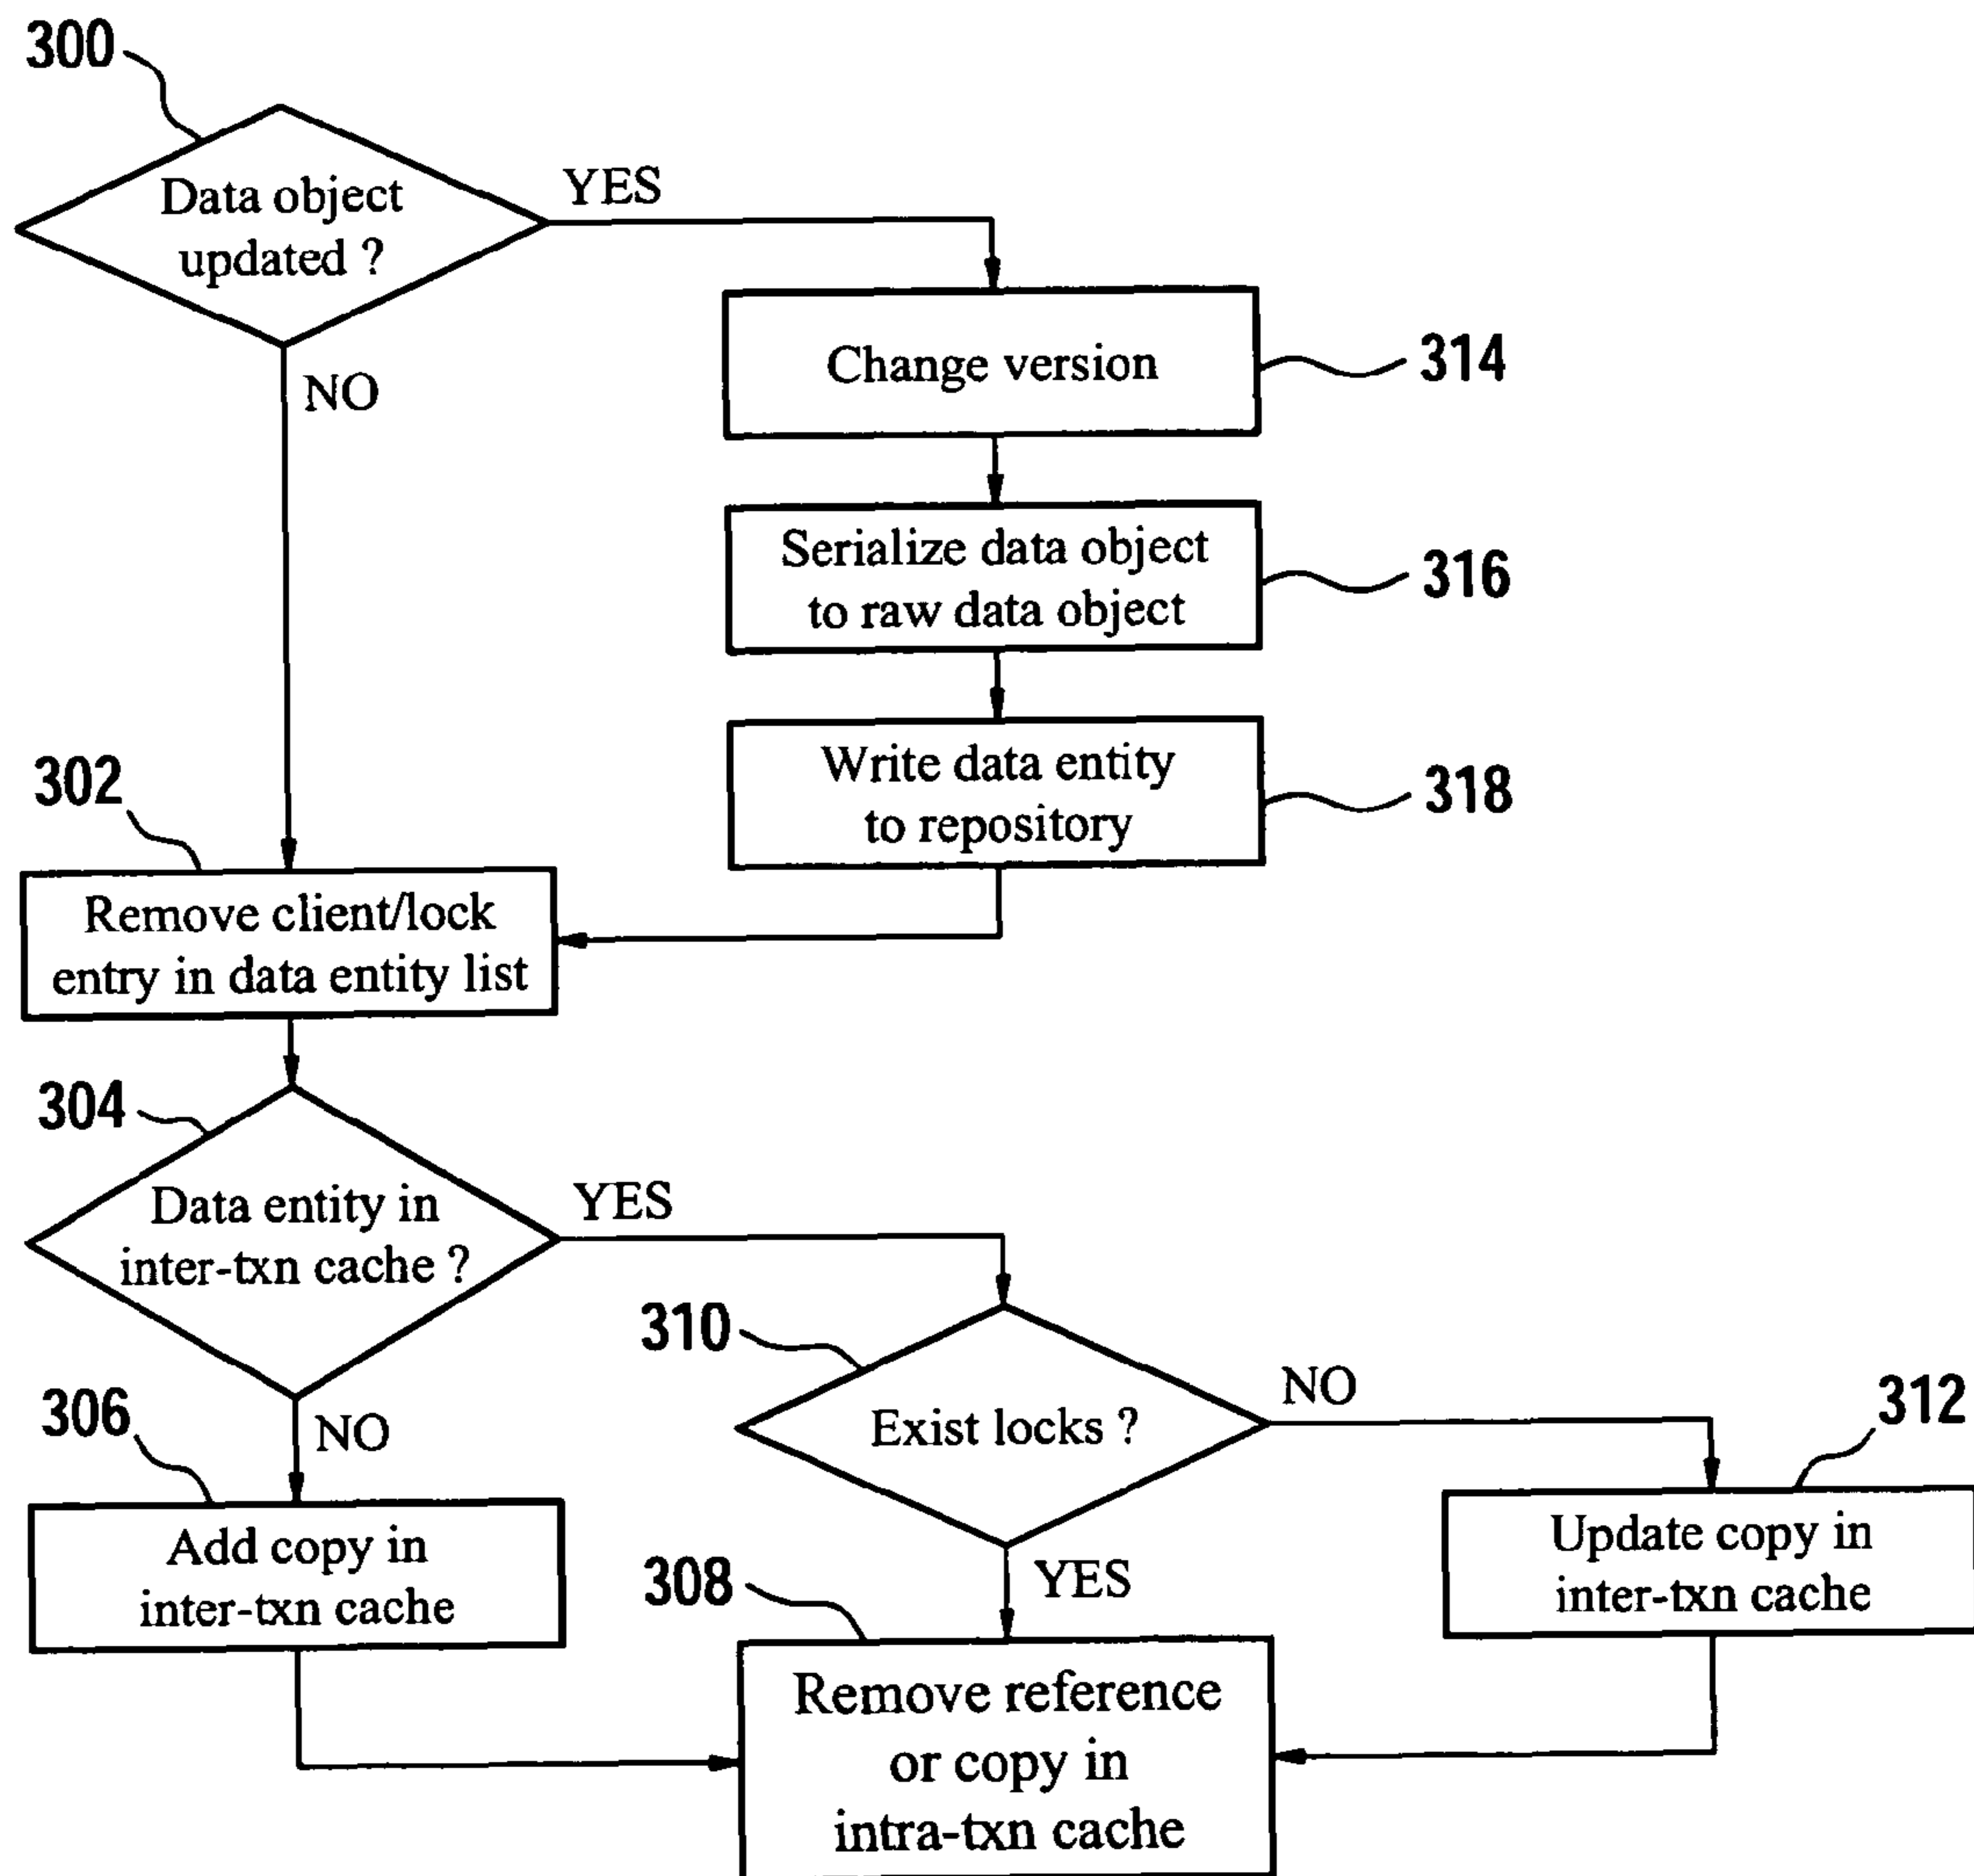 300
Data object
updated ?
YES
NO
Change version
314
Serialize data object
to raw data object
316
Write data entity
to repository
318
302
Remove client/lock
entry in data entity list
304
Data entity in
inter-txn cache ?
YES
NO
310
Exist locks ?
NO
YES
312
Update copy in
inter-txn cache
306
Add copy in
inter-txn cache
308
Remove reference
or copy in
intra-txn cache